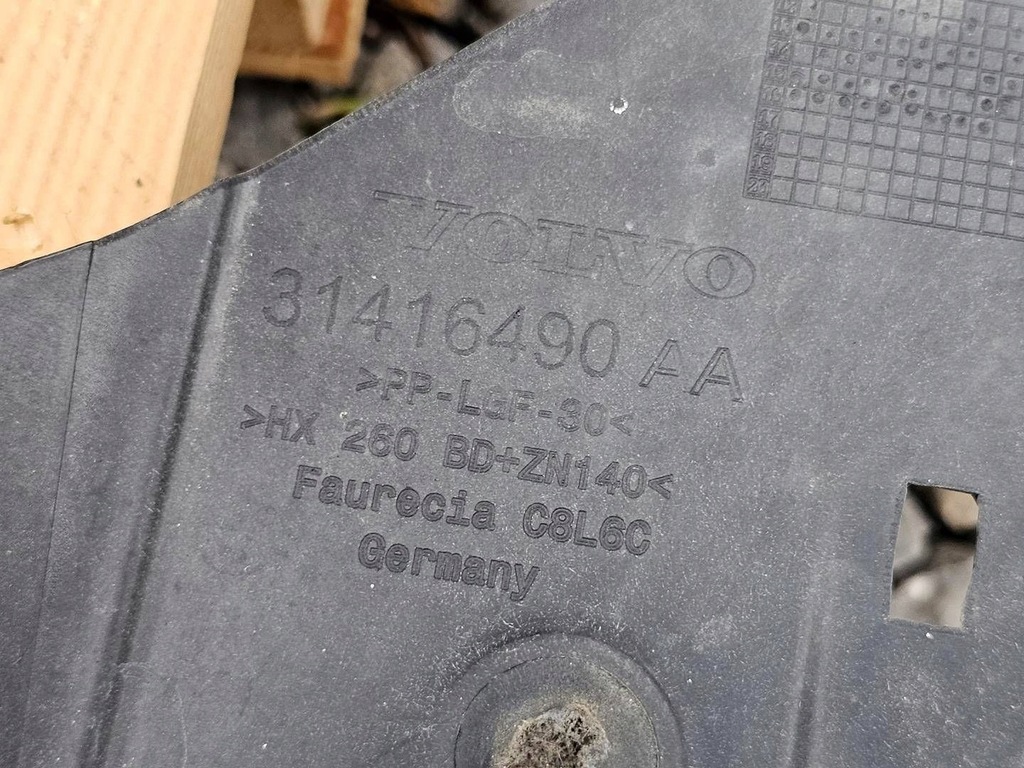 VOLVO
31416490 AA
>PP-LGF-30<
>HX 260 BD+ZN140<
Faurecia C8L6C
Germany